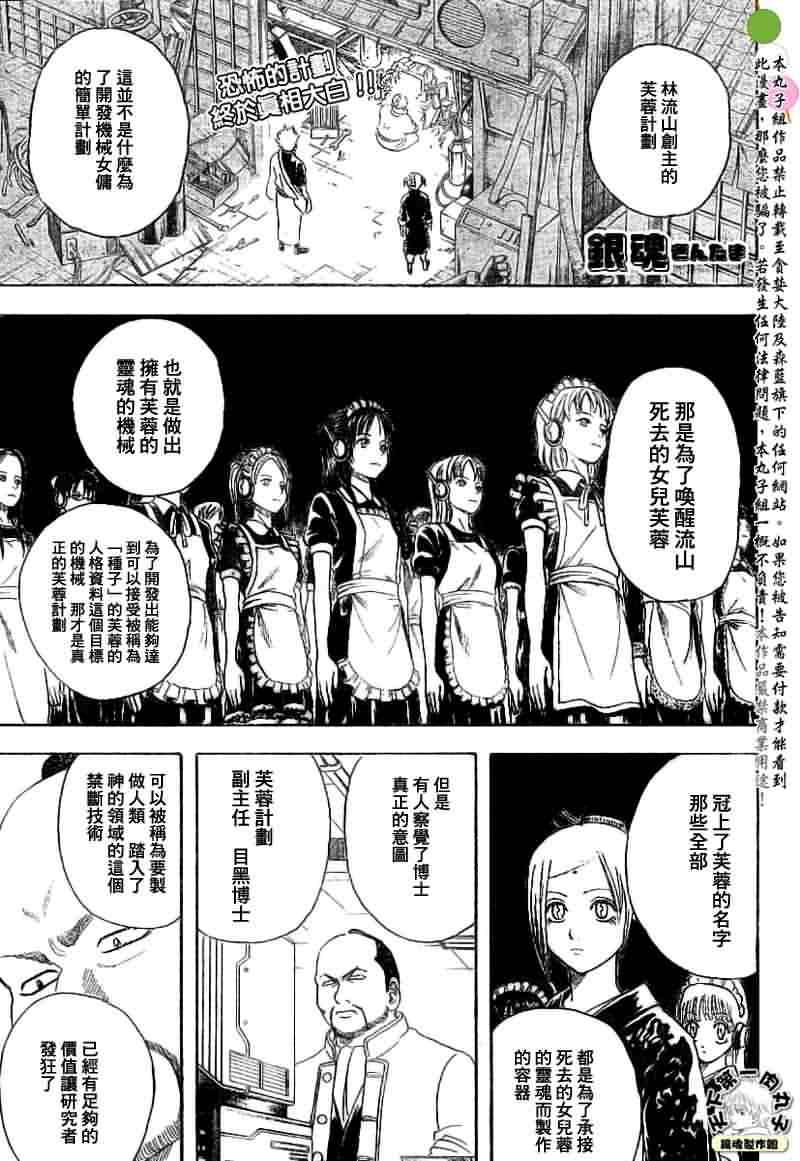 林流山創主的
芙蓉計劃
恐怖的計劃
終於真相大白！！
這並不是什麼為
了開發機械女傭
的簡單計劃
銀魂ぎんたま
那是為了喚醒流山
死去的女兒芙蓉
也就是做出
擁有芙蓉的
靈魂的機械
為了開發出能夠達
到可以接受被稱為
「種子」的芙蓉的
人格資料這個目標
的機械 那才是真
正的芙蓉計劃
冠上了芙蓉的名字
那些全部
都是為了承接
死去的女兒芙蓉
的靈魂而製作
的容器
但是
有人察覺了博士
真正的意圖
芙蓉計劃
副主任 目黑博士
可以被稱為要製
做人類 踏入了
神的領域的這個
禁斷技術
已經有足夠的
價值讓研究者
發狂了
本丸子組作品禁止轉載至貪婪大陸及森藍旗下的任何網站。如果您被告知需要付款才能看到
此漫畫，那麼您被騙了。若發生任何法律問題，本丸子組一概不負責！本作品嚴禁商業用途！
天下第一丸子
鏡魂製作館